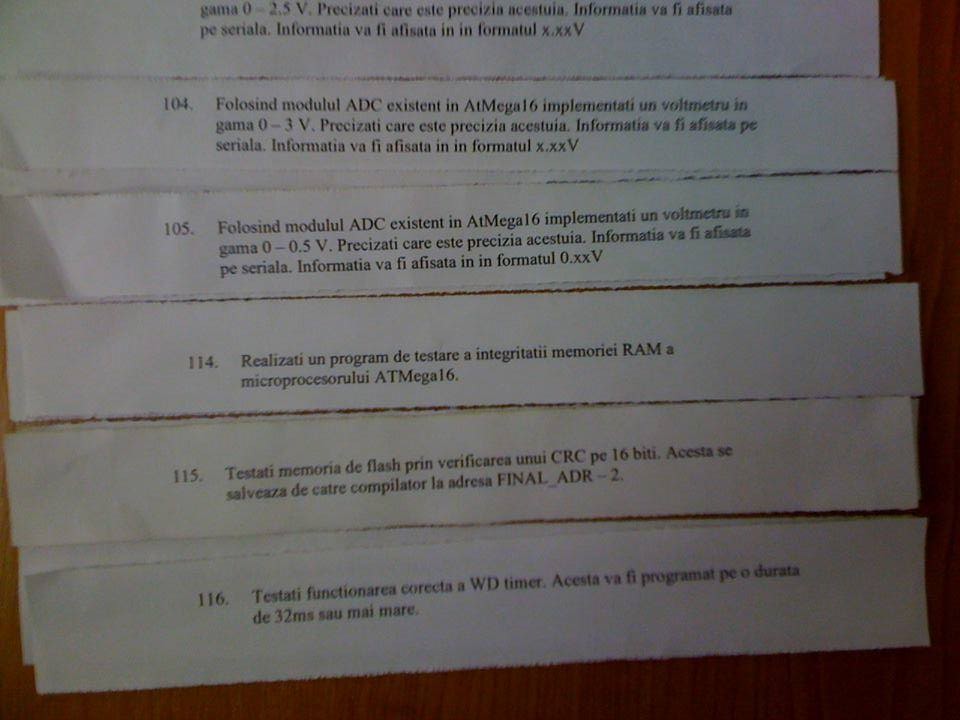 gama 0 – 2.5 V. Precizati care este precizia acestuia. Informatia va fi afisata
pe seriala. Informatia va fi afisata in in formatul x.xxV
104. Folosind modulul ADC existent in AtMega16 implementati un voltmetru in
gama 0 – 3 V. Precizati care este precizia acestuia. Informatia va fi afisata pe
seriala. Informatia va fi afisata in in formatul x.xxV
105. Folosind modulul ADC existent in AtMega16 implementati un voltmetru in
gama 0 – 0.5 V. Precizati care este precizia acestuia. Informatia va fi afisata
pe seriala. Informatia va fi afisata in in formatul 0.xxV
114. Realizati un program de testare a integritatii memoriei RAM a
microprocesorului ATMega16.
115. Testati memoria de flash prin verificarea unui CRC pe 16 biti. Acesta se
salveaza de catre compilator la adresa FINAL_ADR – 2.
116. Testati functionarea corecta a WD timer. Acesta va fi programat pe o durata
de 32ms sau mai mare.